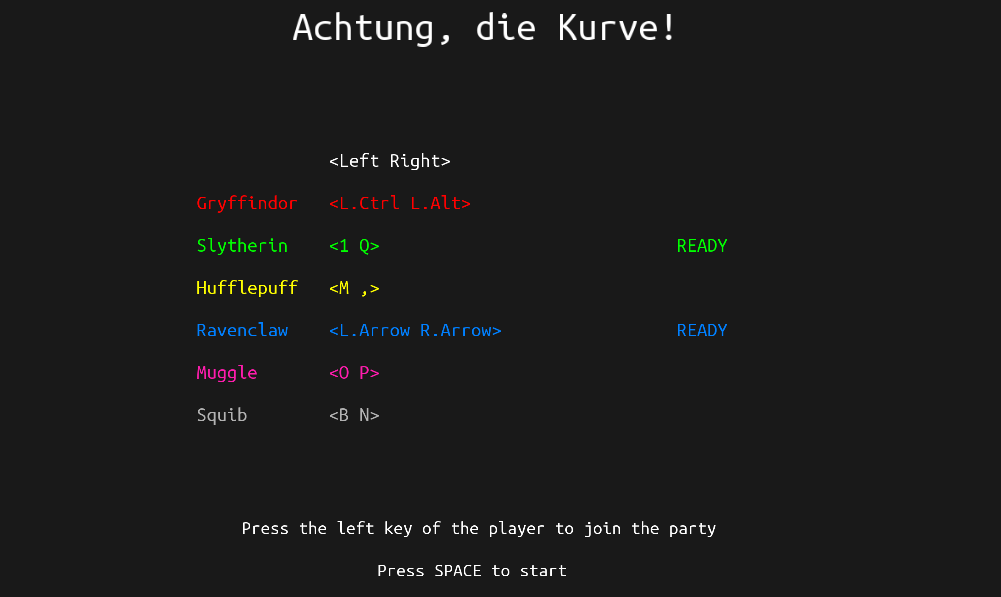 Achtung, die Kurve!
<Left Right>
Gryffindor <L.Ctrl L.Alt>
Slytherin <1 Q> READY
Hufflepuff <M ,>
Ravenclaw <L.Arrow R.Arrow> READY
Muggle <O P>
Squib <B N>
Press the left key of the player to join the party
Press SPACE to start